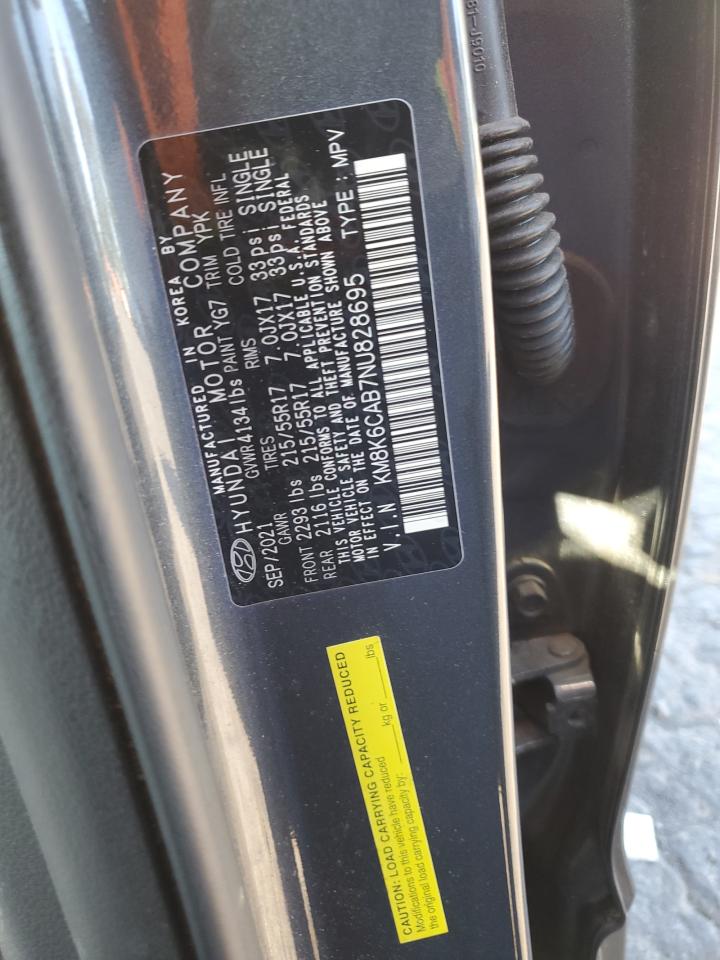 MANUFACTURED IN KOREA BY
HYUNDAI MOTOR COMPANY
GVWR 4134 lbs PAINT YG7 TRIM YPK
SEP/2021 TIRES RIMS COLD TIRE INFL
GAWR
FRONT 2293 lbs 215/55R17 7.0JX17 33psi SINGLE
REAR 2116 lbs 215/55R17 7.0JX17 33psi SINGLE
THIS VEHICLE CONFORMS TO ALL APPLICABLE U.S.A. FEDERAL
MOTOR VEHICLE SAFETY AND THEFT PREVENTION STANDARDS
IN EFFECT ON THE DATE OF MANUFACTURE SHOWN ABOVE
V.I.N KM8K6CAB7NU828695 TYPE : MPV
CAUTION: LOAD CARRYING CAPACITY REDUCED
Modifications to this vehicle have reduced
the original load carrying capacity by: ____ kg or ____ lbs